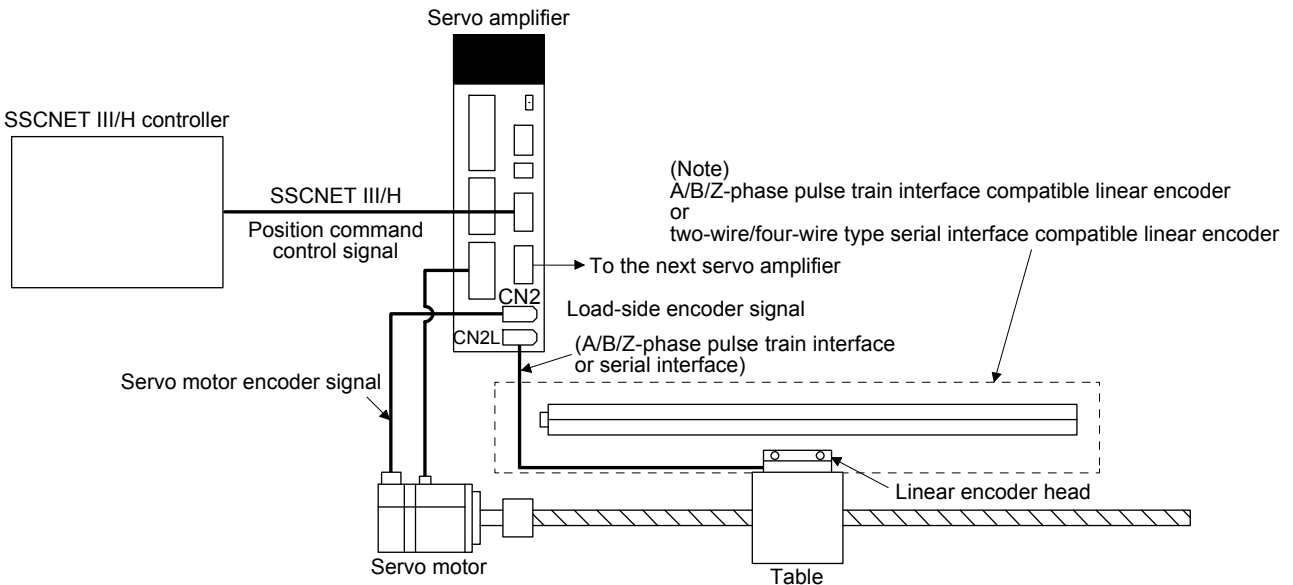 Servo amplifier
SSCNET III/H controller
SSCNET III/H
Position command
control signal
(Note)
A/B/Z-phase pulse train interface compatible linear encoder
or
two-wire/four-wire type serial interface compatible linear encoder
To the next servo amplifier
CN2
Load-side encoder signal
CN2L
(A/B/Z-phase pulse train interface
or serial interface)
Servo motor encoder signal
Linear encoder head
Servo motor
Table